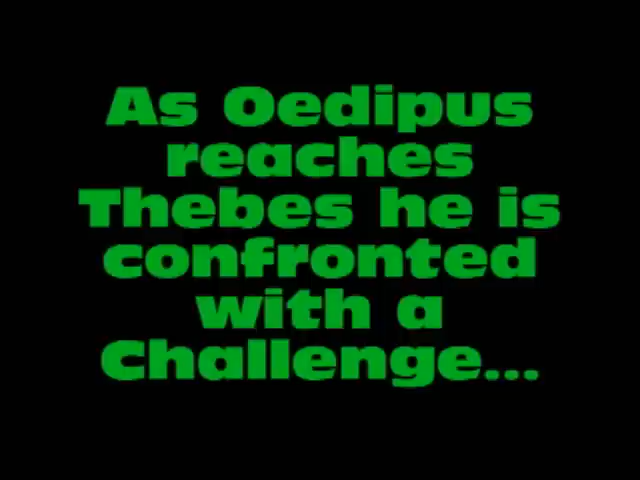 As Oedipus
reaches
Thebes he is
confronted
with a
Challenge...